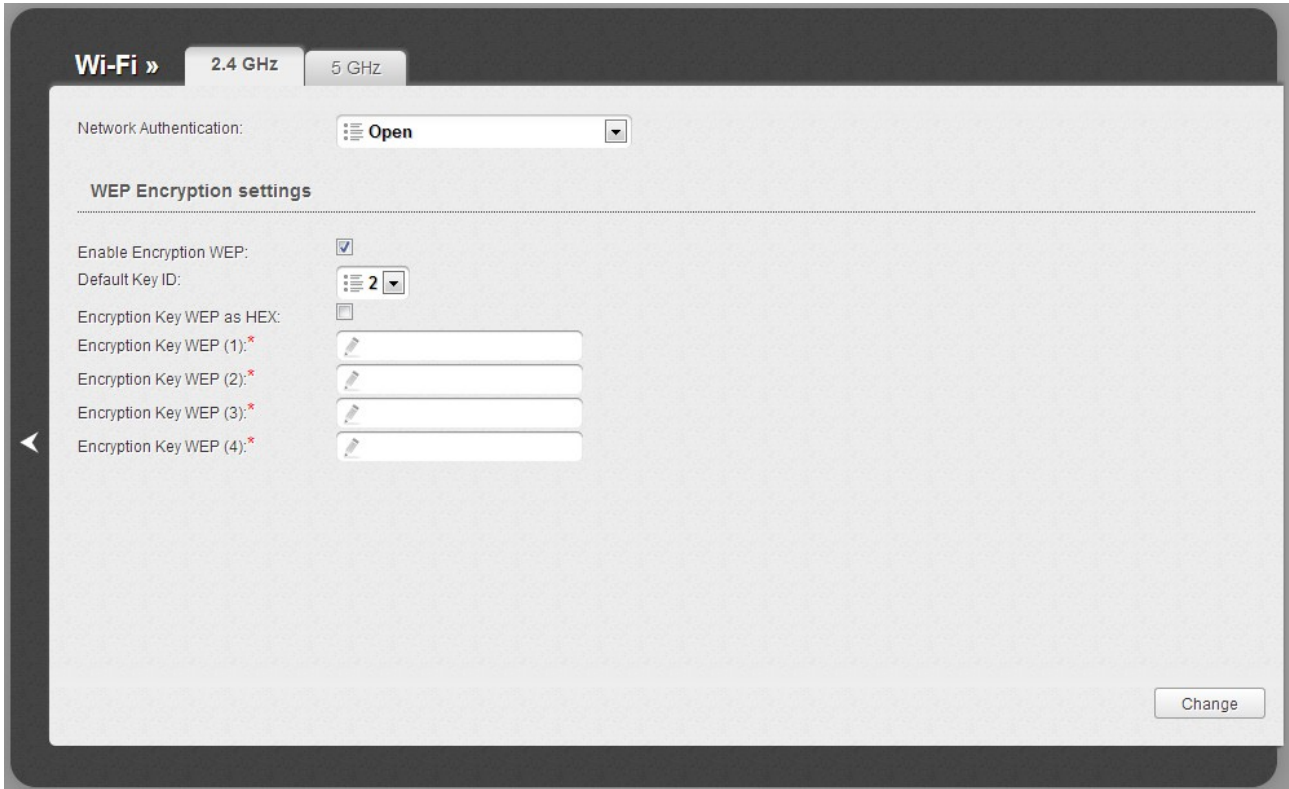 Wi-Fi » 2.4 GHz 5 GHz
Network Authentication: Open
WEP Encryption settings
Enable Encryption WEP:
Default Key ID: 2
Encryption Key WEP as HEX:
Encryption Key WEP (1):*
Encryption Key WEP (2):*
Encryption Key WEP (3):*
Encryption Key WEP (4):*
Change